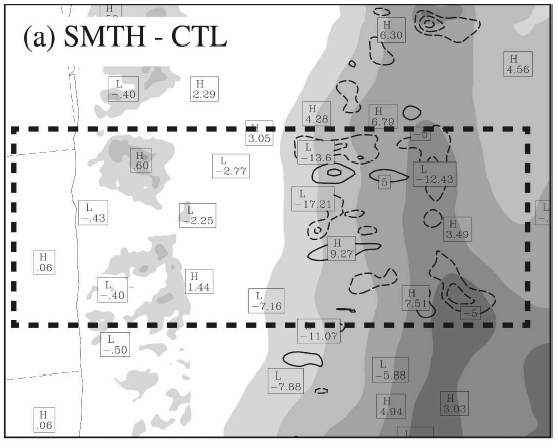 (a) SMTH - CTL
H
6.30
H
4.56
L
-.40
H
2.29
H
4.28
H
6.79
H
3.05
-5
L
-13.6
H
.60
L
-2.77
L
-12.43
5
L
-17.21
L
-.43
L
-2.25
H
3.49
H
9.27
H
.06
L
-.40
H
1.44
L
-7.16
H
7.51
-5
-11.07
L
-.50
L
-7.88
L
-5.88
H
4.94
H
3.03
H
.06
L